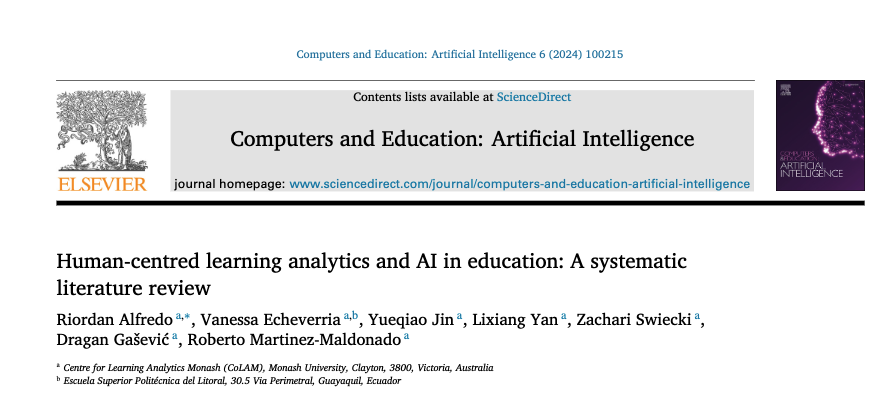 Computers and Education: Artificial Intelligence 6 (2024) 100215
Contents lists available at ScienceDirect
Computers and Education: Artificial Intelligence
journal homepage: www.sciencedirect.com/journal/computers-and-education-artificial-intelligence
ELSEVIER
COMPUTERS
& EDUCATION
ARTIFICIAL
INTELLIGENCE
Human-centred learning analytics and AI in education: A systematic
literature review
Riordan Alfredo a,*, Vanessa Echeverria a,b, Yueqiao Jin a, Lixiang Yan a, Zachari Swiecki a,
Dragan Gašević a, Roberto Martinez-Maldonado a
a Centre for Learning Analytics Monash (CoLAM), Monash University, Clayton, 3800, Victoria, Australia
b Escuela Superior Politécnica del Litoral, 30.5 Via Perimetral, Guayaquil, Ecuador